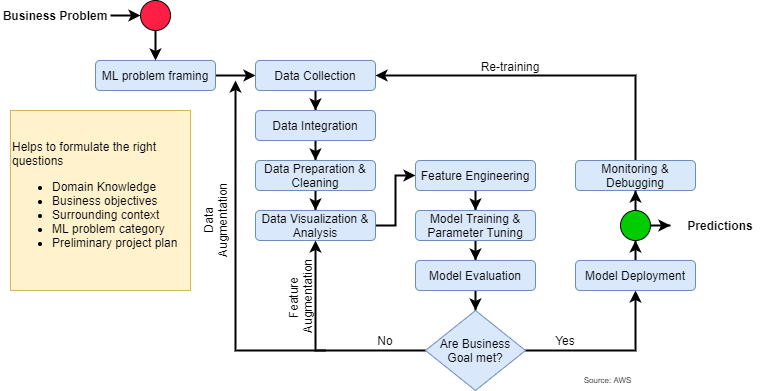 Business Problem
ML problem framing
Data Collection
Re-training
Data Integration
Helps to formulate the right
questions
Domain Knowledge
Business objectives
Surrounding context
ML problem category
Preliminary project plan
Data Preparation &
Cleaning
Feature Engineering
Monitoring &
Debugging
Data
Augmentation
Data Visualization &
Analysis
Model Training &
Parameter Tuning
Predictions
Feature
Augmentation
Model Evaluation
Model Deployment
No
Are Business
Goal met?
Yes
Source: AWS